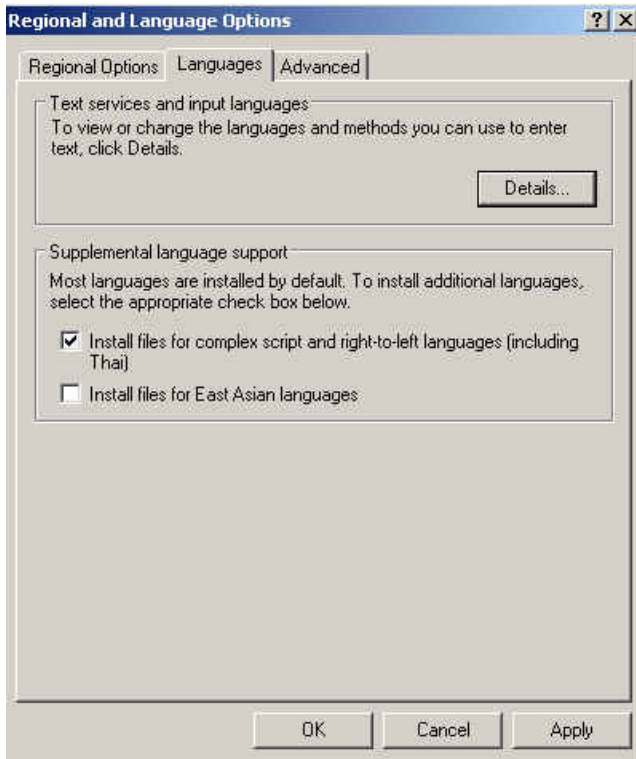 Regional and Language Options
Regional Options Languages Advanced
Text services and input languages
To view or change the languages and methods you can use to enter
text, click Details.
Details...
Supplemental language support
Most languages are installed by default. To install additional languages,
select the appropriate check box below.
Install files for complex script and right-to-left languages (including
Thai)
Install files for East Asian languages
OK Cancel Apply